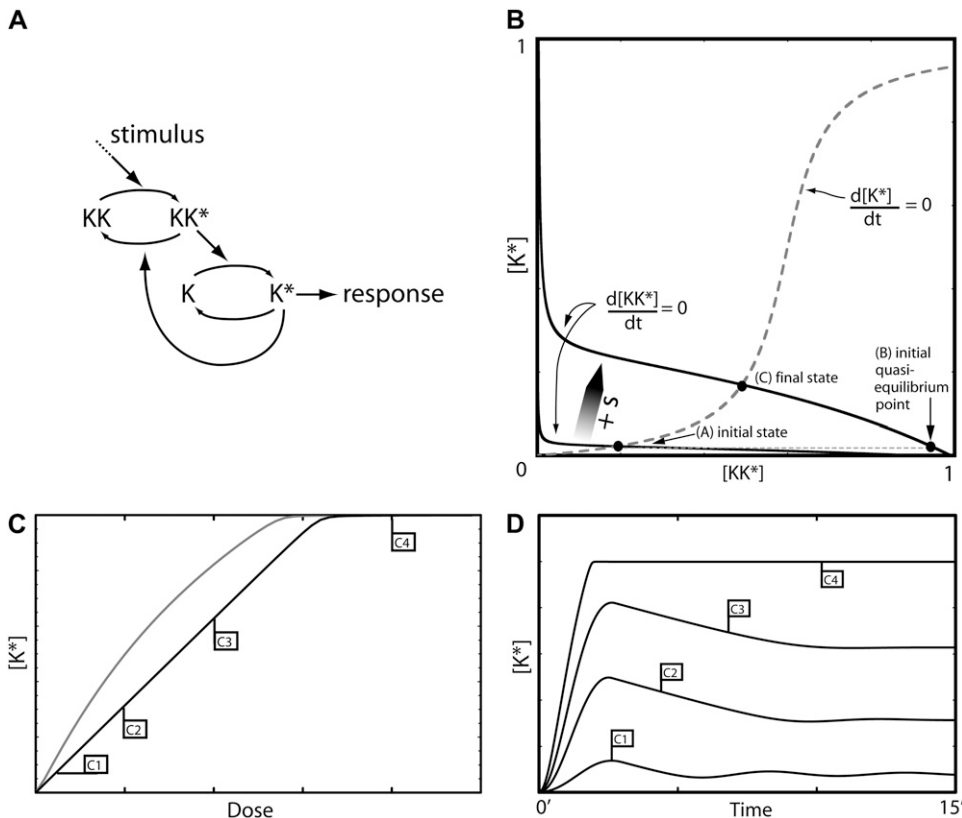 A
stimulus
KK
KK*
K
K*
response
B
1
[K*]
d[K*]
dt
= 0
d[KK*]
dt
= 0
(B) initial
quasi-
equilibrium
point
(C) final state
+ s
(A) initial state
0
[KK*]
1
C
[K*]
C4
C3
C2
C1
Dose
D
[K*]
C4
C3
C2
C1
0'
Time
15'